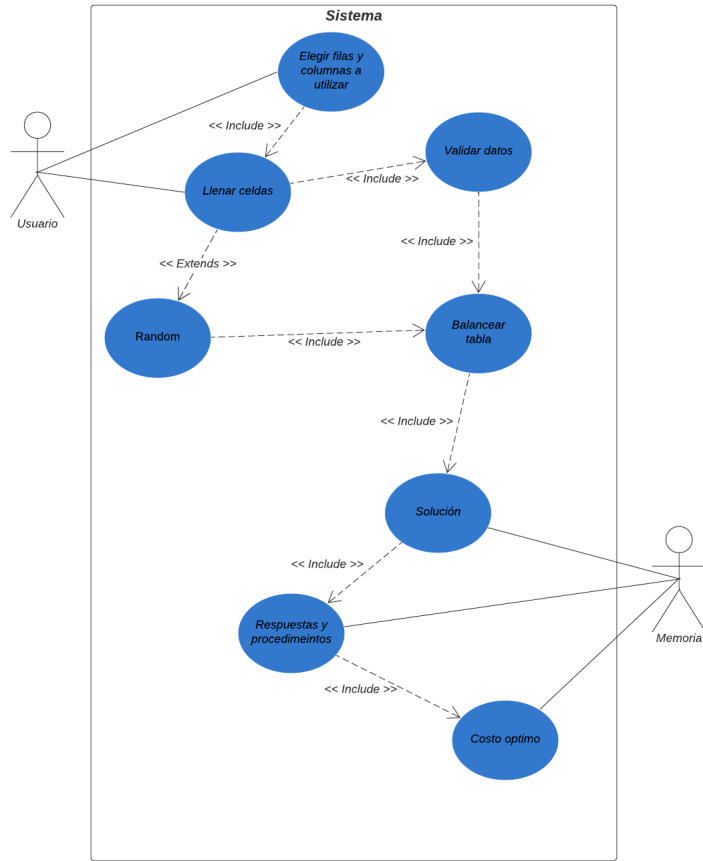 Sistema
Elegir filas y
columnas a
utilizar
<< Include >>
Validar datos
Llenar celdas
<< Include >>
Usuario
<< Include >>
<< Extends >>
Random
<< Include >>
Balancear
tabla
<< Include >>
Solución
<< Include >>
Respuestas y
procedimeintos
Memoria
<< Include >>
Costo optimo